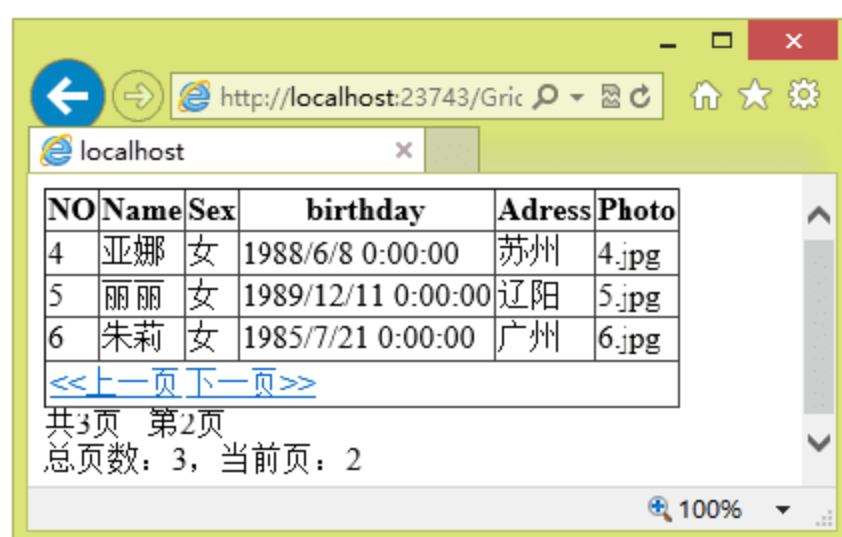 http://localhost:23743/Gric
localhost
NO Name Sex birthday Adress Photo
4 亚娜 女 1988/6/8 0:00:00 苏州 4.jpg
5 丽丽 女 1989/12/11 0:00:00 辽阳 5.jpg
6 朱莉 女 1985/7/21 0:00:00 广州 6.jpg
<<上一页 下一页>>
共3页 第2页
总页数：3，当前页：2
100%